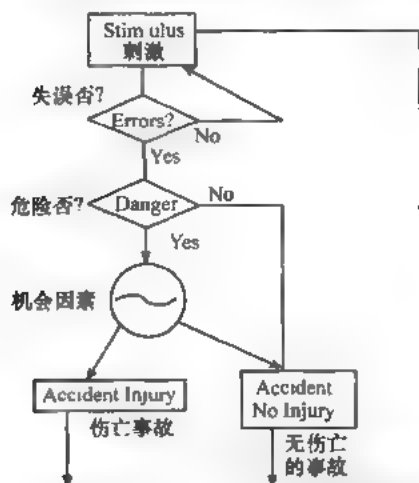 Stimulus
刺激
失误否?
Errors?
No
Yes
危险否?
Danger
No
Yes
机会因素
Accident Injury
伤亡事故
Accident
No Injury
无伤亡
的事故